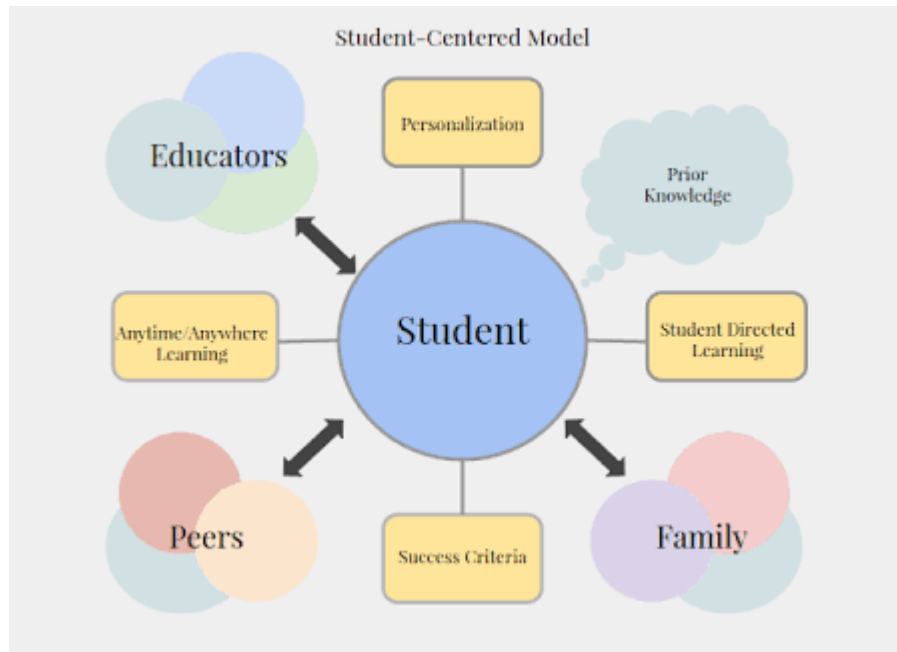 Student-Centered Model
Personalization
Educators
Prior
Knowledge
Student
Anytime/Anywhere
Learning
Student Directed
Learning
Peers
Success Criteria
Family